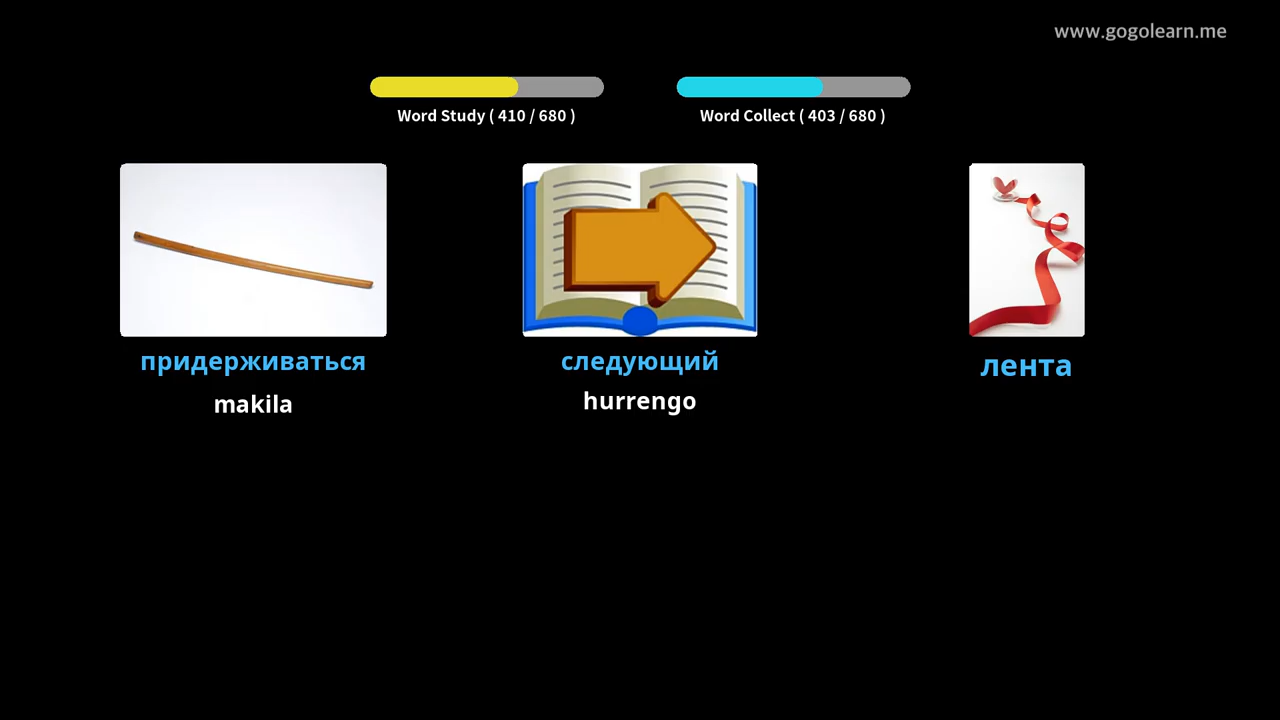 www.gogolearn.me
Word Study ( 410 / 680 )
Word Collect ( 403 / 680 )
придерживаться
makila
следующий
hurrengo
лента